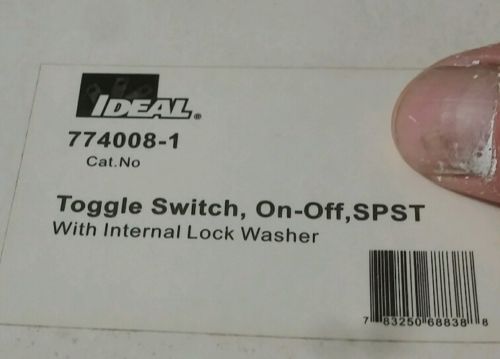 IDEAL®
774008-1
Cat.No
Toggle Switch, On-Off,SPST
With Internal Lock Washer
7 83250 68838 8